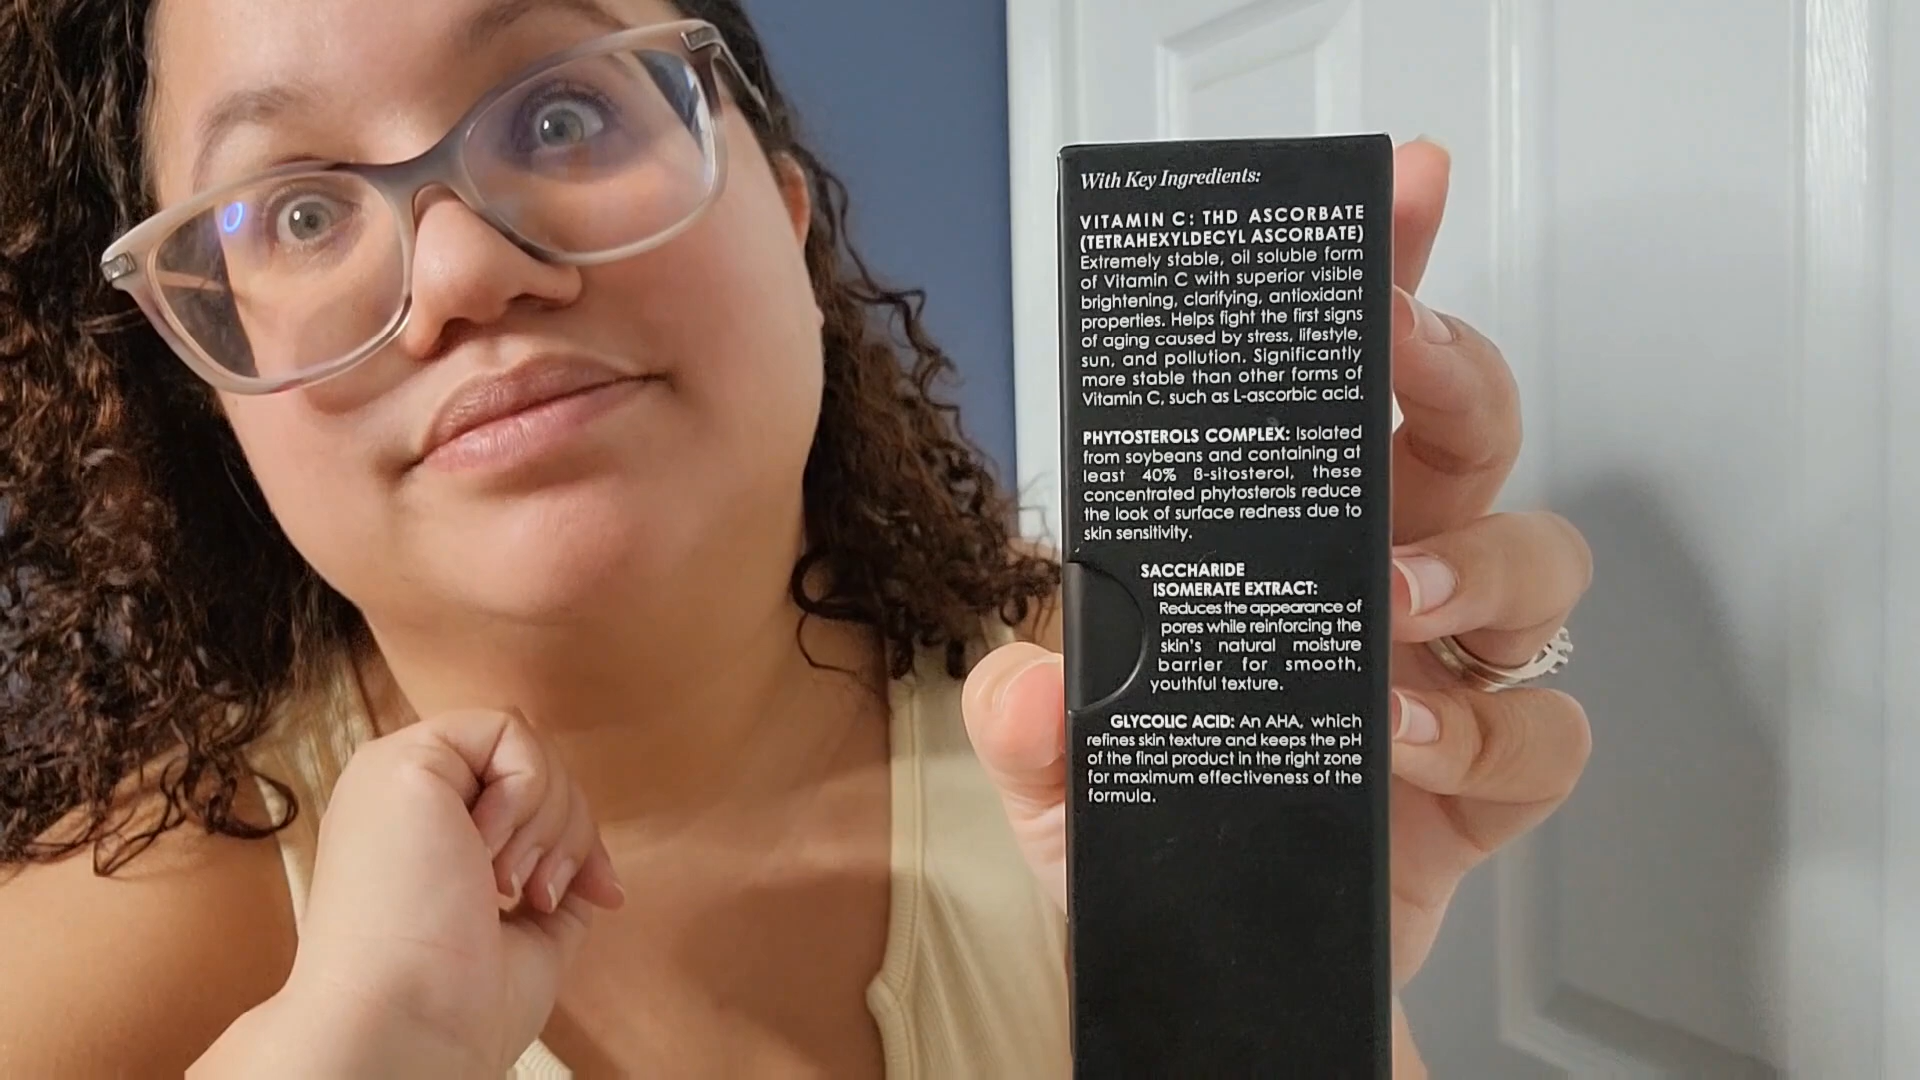 With Key Ingredients:
VITAMIN C: THD ASCORBATE
(TETRAHEXYLDECYL ASCORBATE)
Extremely stable, oil soluble form
of Vitamin C with superior visible
brightening, clarifying, antioxidant
properties. Helps fight the first signs
of aging caused by stress, lifestyle,
sun, and pollution. Significantly
more stable than other forms of
Vitamin C, such as L-ascorbic acid.
PHYTOSTEROLS COMPLEX: Isolated
from soybeans and containing at
least 40% ß-sitosterol, these
concentrated phytosterols reduce
the look of surface redness due to
skin sensitivity.
SACCHARIDE
ISOMERATE EXTRACT:
Reduces the appearance of
pores while reinforcing the
skin's natural moisture
barrier for smooth,
youthful texture.
GLYCOLIC ACID: An AHA, which
refines skin texture and keeps the pH
of the final product in the right zone
for maximum effectiveness of the
formula.